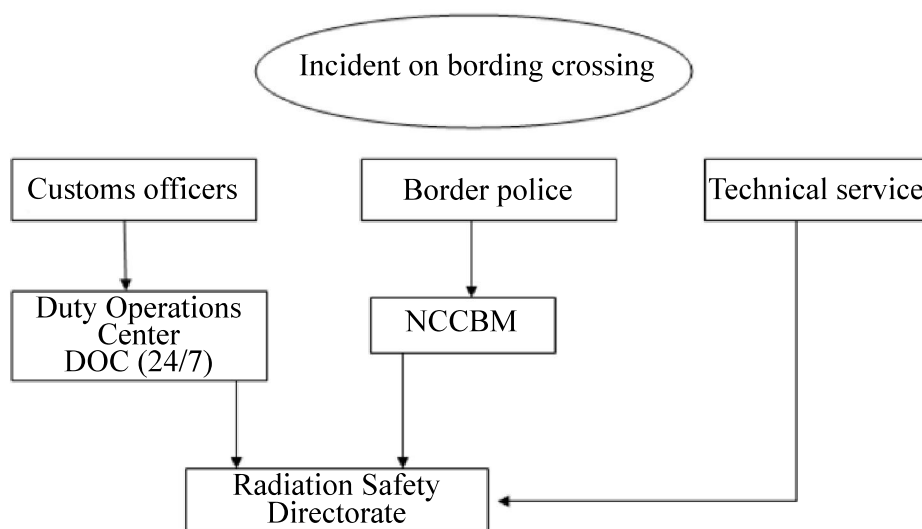 Incident on bording crossing
Customs officers
Border police
Technical service
Duty Operations
Center
DOC (24/7)
NCCBM
Radiation Safety
Directorate